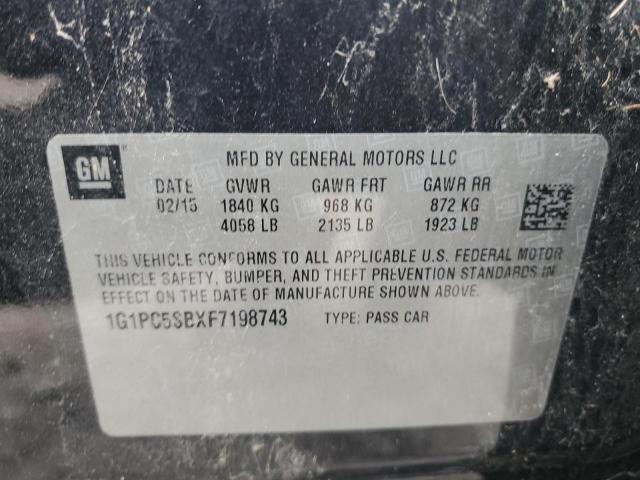 GM
MFD BY GENERAL MOTORS LLC
DATE GVWR GAWR FRT GAWR RR
02/15 1840 KG 968 KG 872 KG
4058 LB 2135 LB 1923 LB
THIS VEHICLE CONFORMS TO ALL APPLICABLE U.S. FEDERAL MOTOR
VEHICLE SAFETY, BUMPER, AND THEFT PREVENTION STANDARDS IN
EFFECT ON THE DATE OF MANUFACTURE SHOWN ABOVE.
1G1PC5SBXF7198743 TYPE: PASS CAR